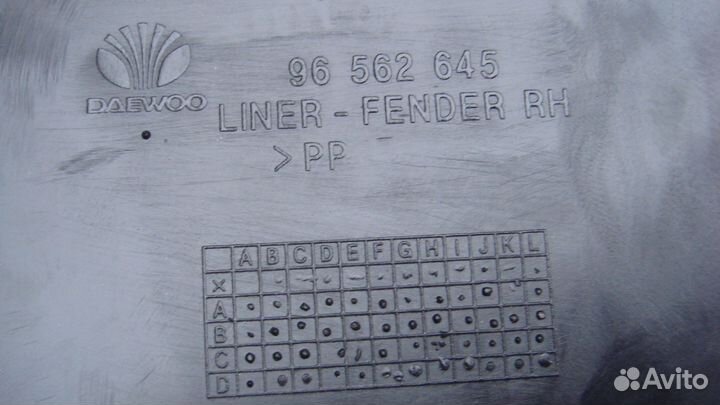 DAEWOO
96 562 645
LINER - FENDER RH
>PP
A B C D E F G H I J K L
X
A
B
C
D
Avito